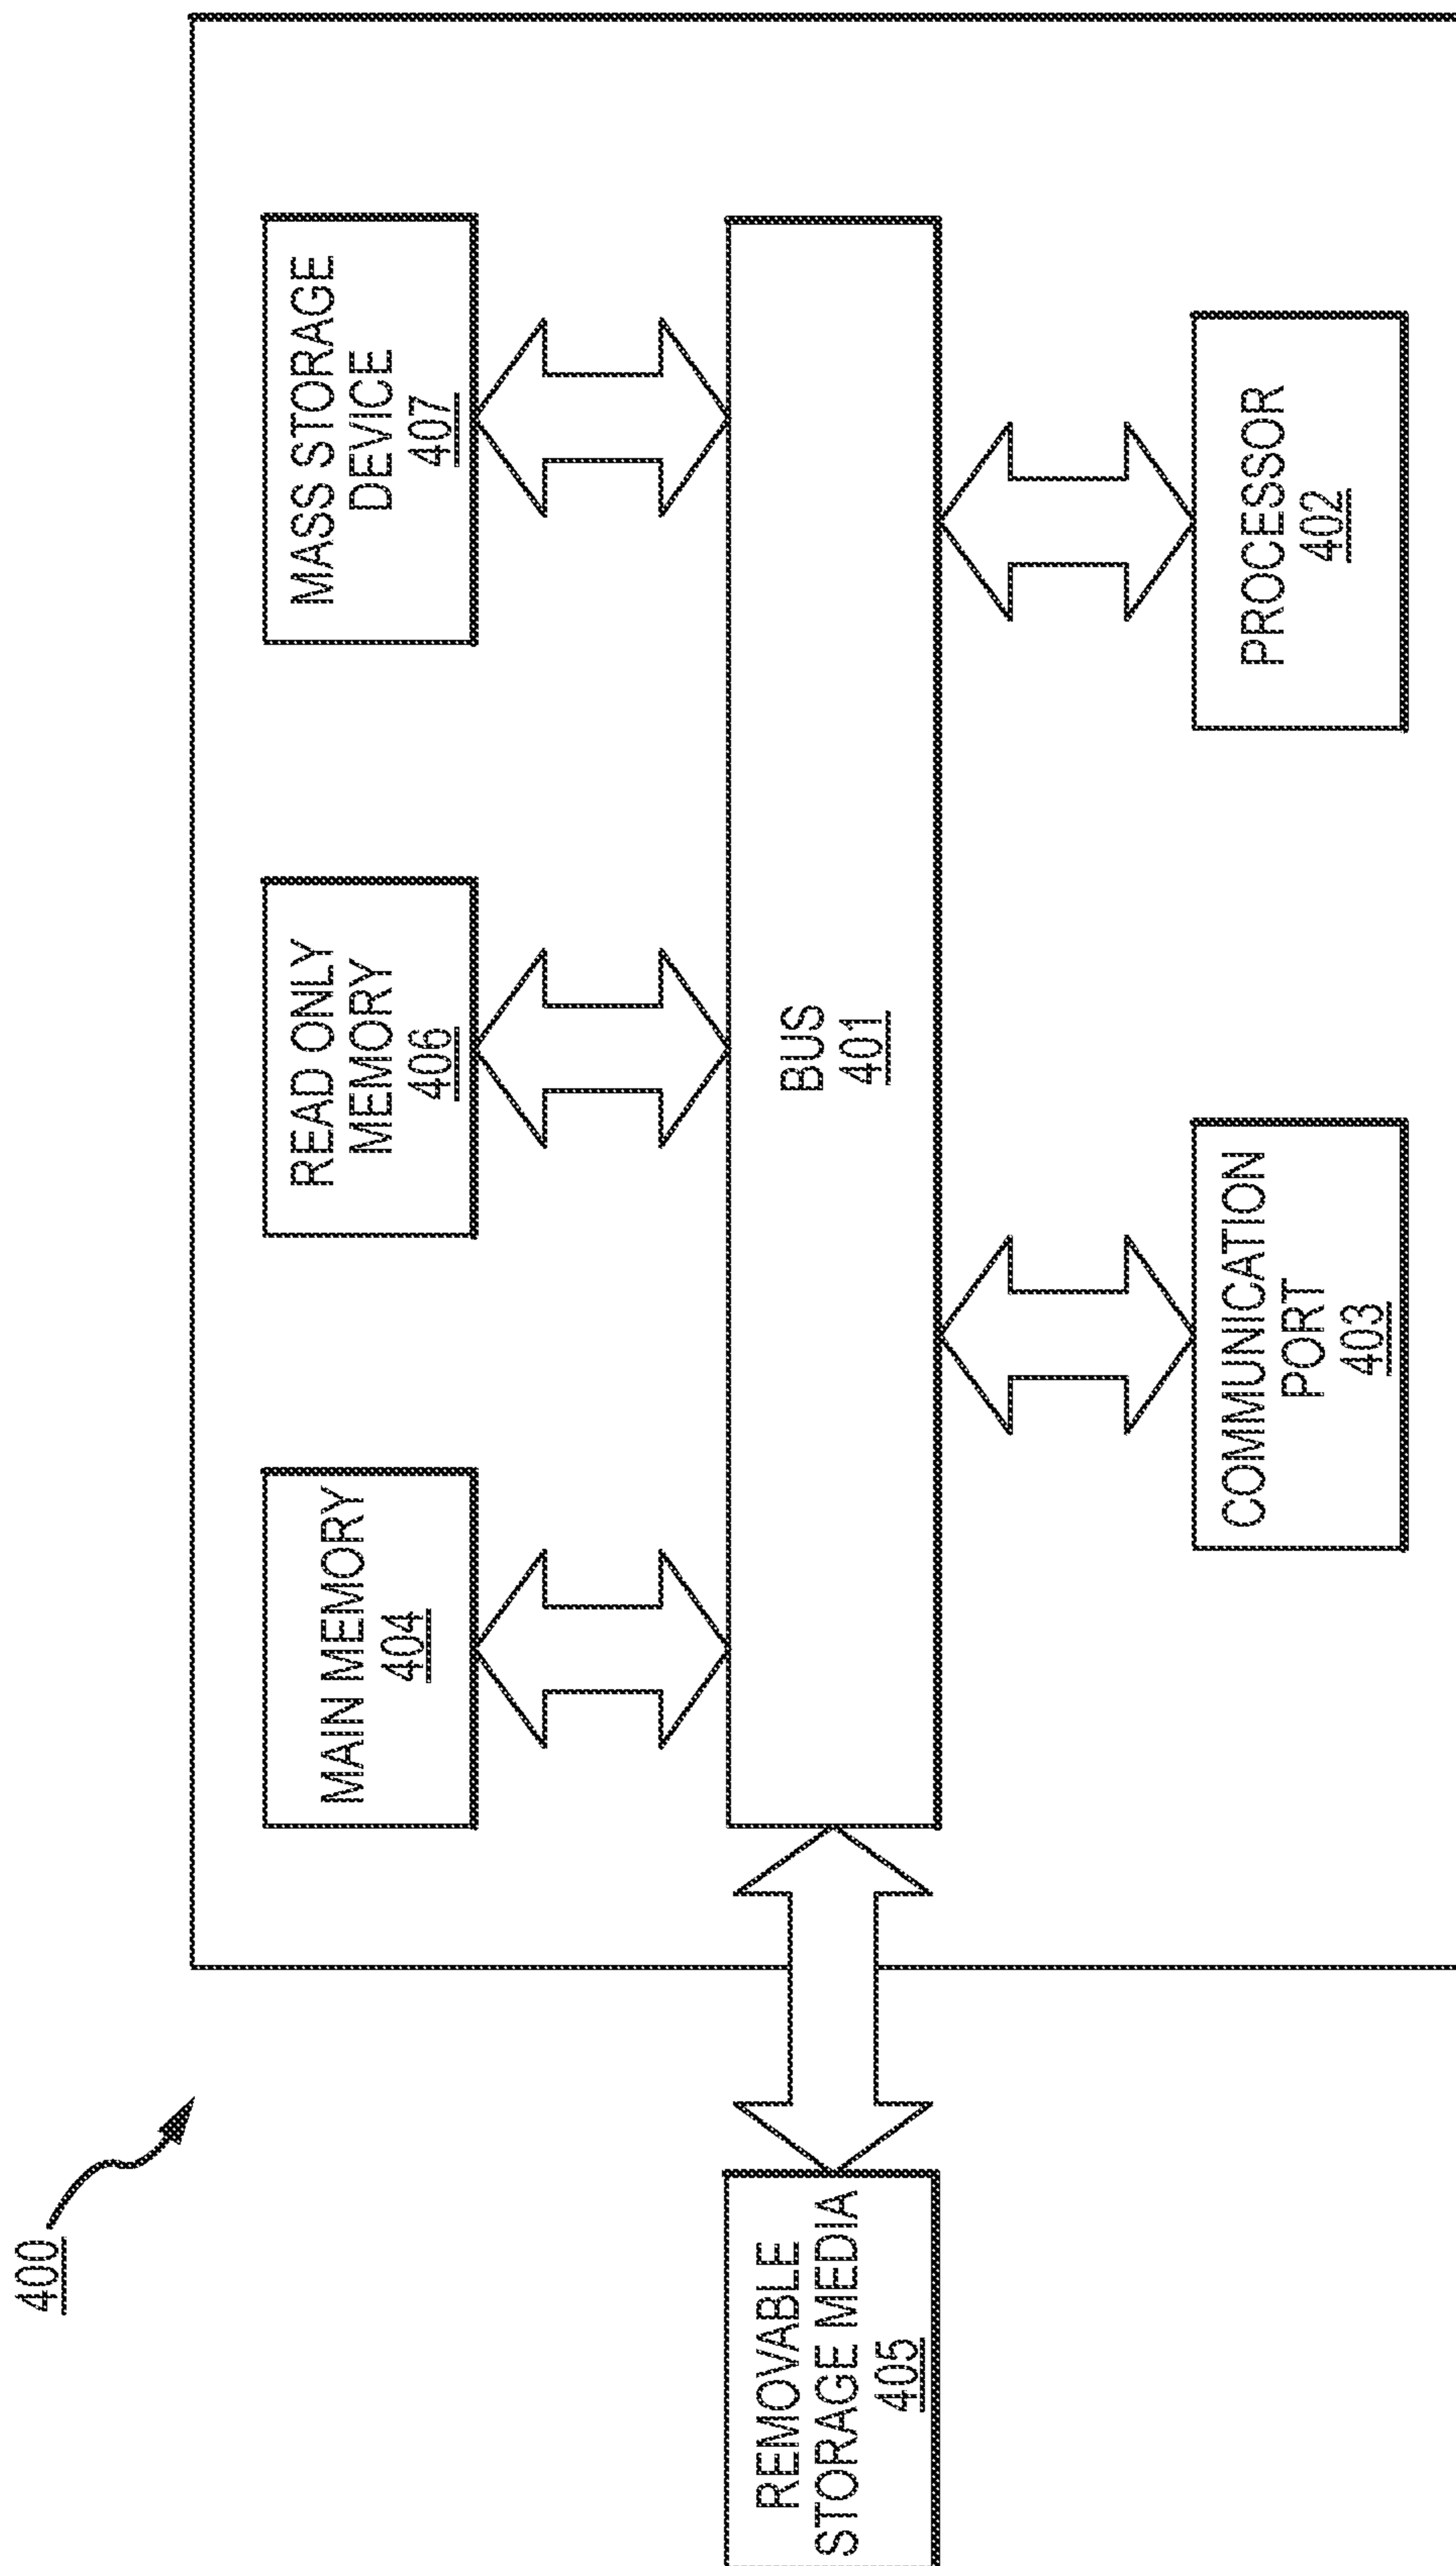 400
MAIN MEMORY
404
READ ONLY
MEMORY
406
MASS STORAGE
DEVICE
407
REMOVABLE
STORAGE MEDIA
405
BUS
401
COMMUNICATION
PORT
403
PROCESSOR
402